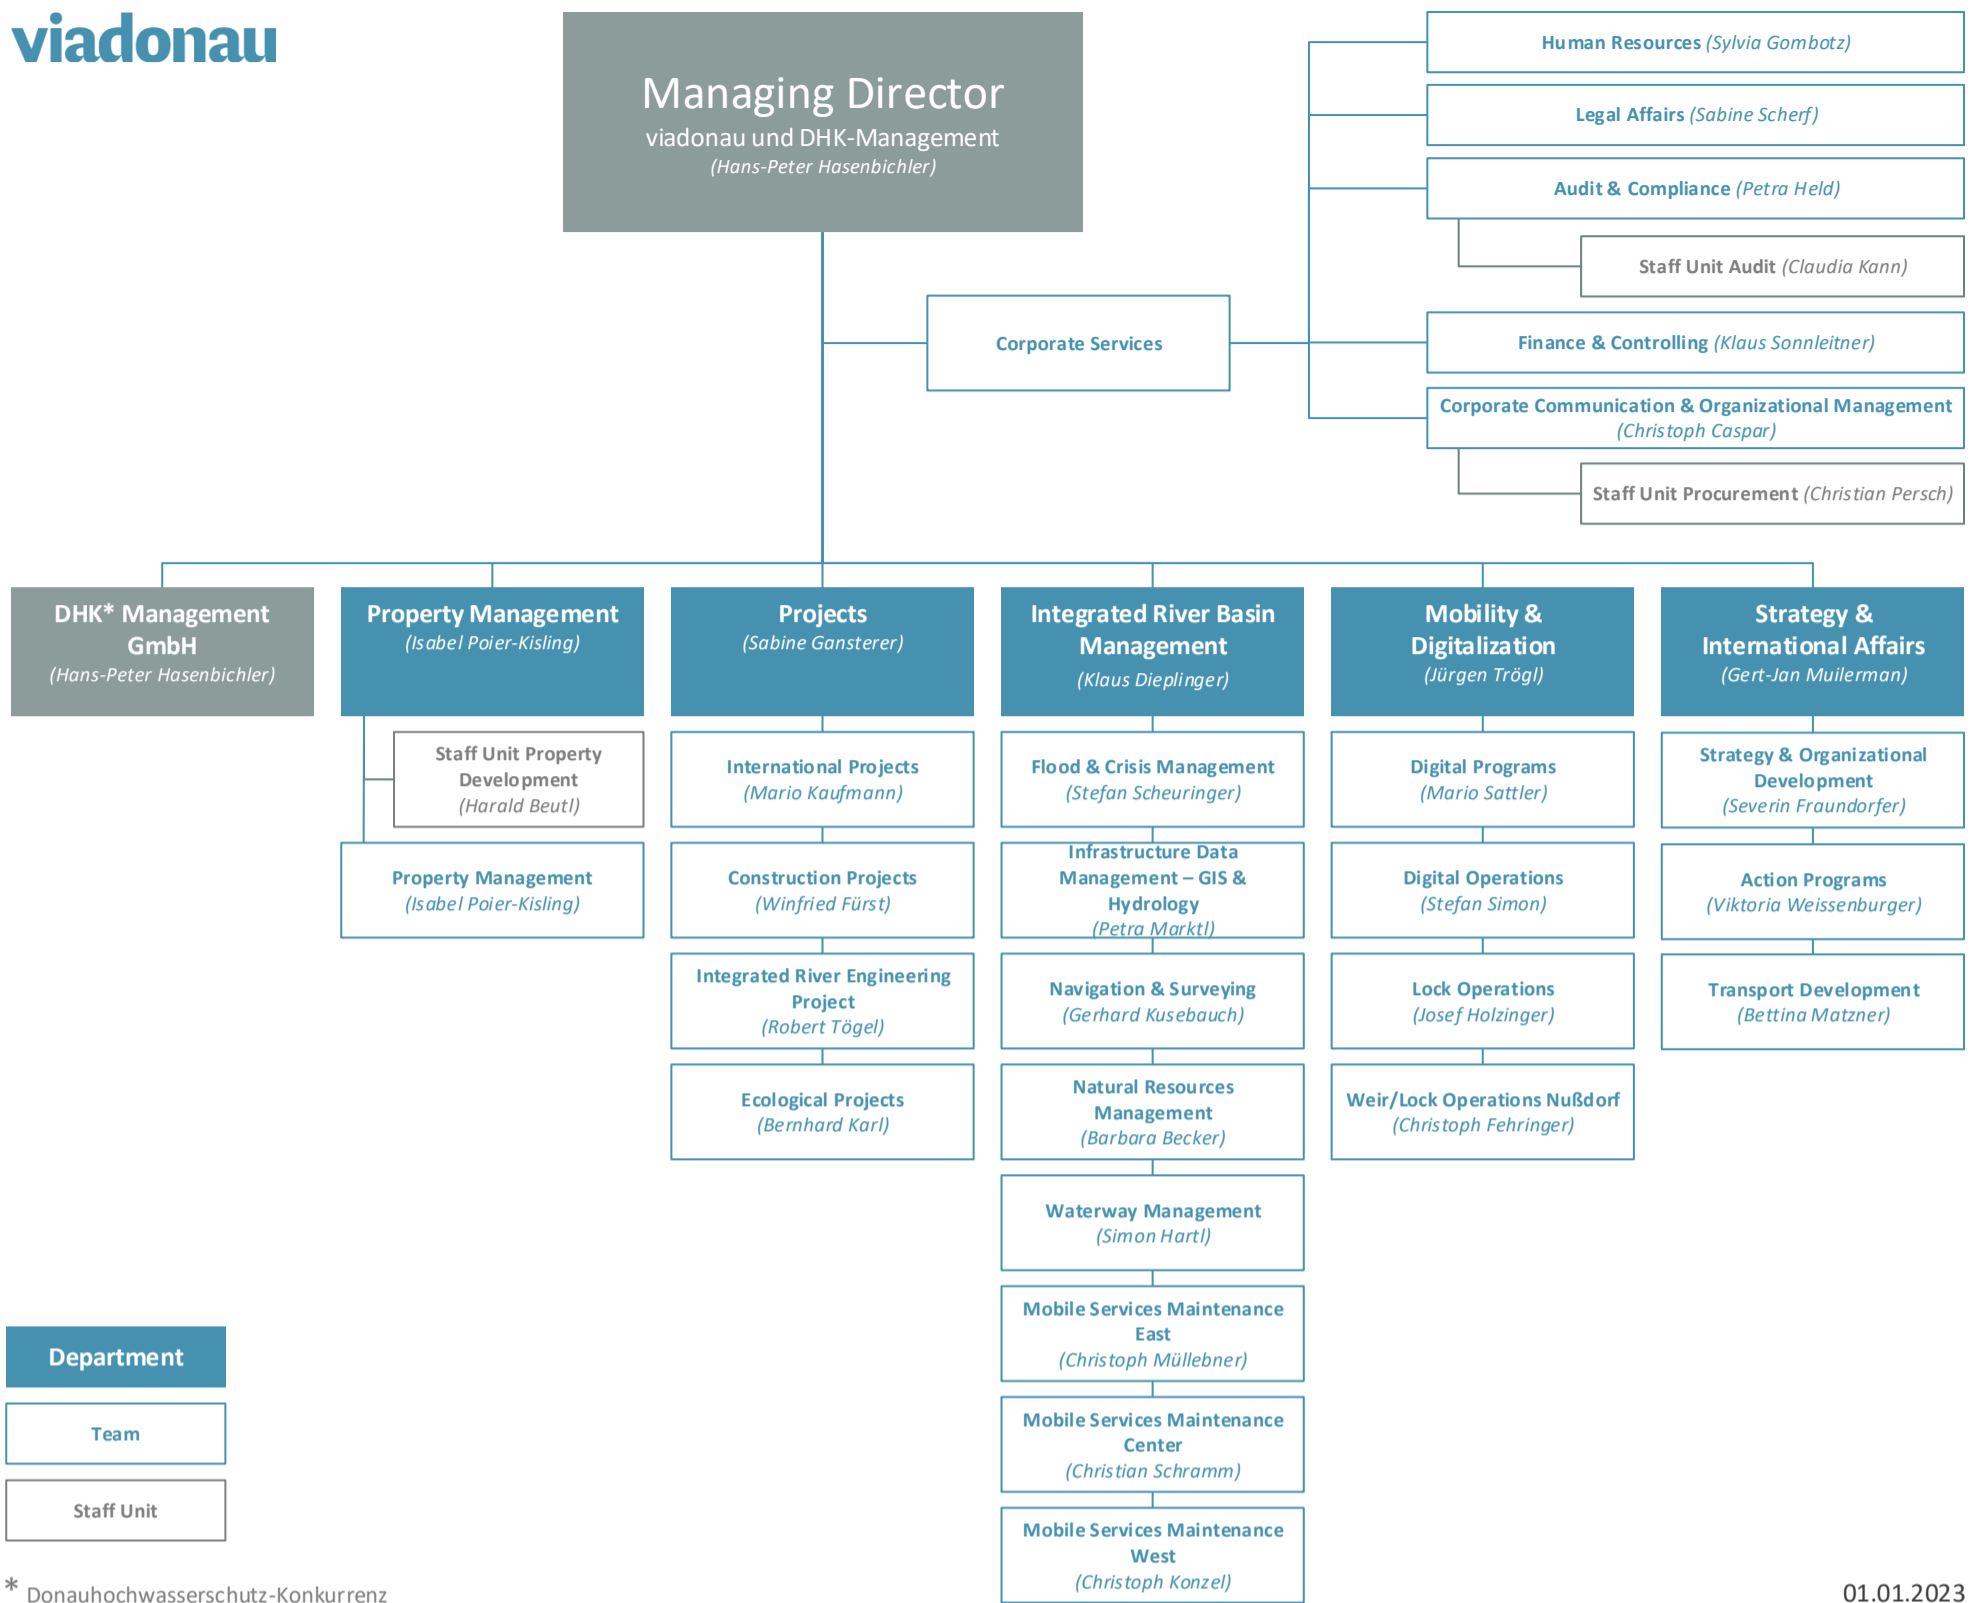 viadonau
Managing Director
viadonau und DHK-Management
(Hans-Peter Hasenbichler)
Human Resources (Sylvia Gombotz)
Legal Affairs (Sabine Scherf)
Audit & Compliance (Petra Held)
Staff Unit Audit (Claudia Kann)
Corporate Services
Finance & Controlling (Klaus Sonnleitner)
Corporate Communication & Organizational Management
(Christoph Caspar)
Staff Unit Procurement (Christian Persch)
DHK* Management
GmbH
(Hans-Peter Hasenbichler)
Property Management
(Isabel Poier-Kisling)
Staff Unit Property
Development
(Harald Beutl)
Property Management
(Isabel Poier-Kisling)
Projects
(Sabine Gansterer)
International Projects
(Mario Kaufmann)
Construction Projects
(Winfried Fürst)
Integrated River Engineering
Project
(Robert Tögel)
Ecological Projects
(Bernhard Karl)
Integrated River Basin
Management
(Klaus Dieplinger)
Flood & Crisis Management
(Stefan Scheuringer)
Infrastructure Data
Management – GIS &
Hydrology
(Petra Marktl)
Navigation & Surveying
(Gerhard Kusebauch)
Natural Resources
Management
(Barbara Becker)
Waterway Management
(Simon Hartl)
Mobile Services Maintenance
East
(Christoph Müllebner)
Mobile Services Maintenance
Center
(Christian Schramm)
Mobile Services Maintenance
West
(Christoph Konzel)
Mobility &
Digitalization
(Jürgen Trögl)
Digital Programs
(Mario Sattler)
Digital Operations
(Stefan Simon)
Lock Operations
(Josef Holzinger)
Weir/Lock Operations Nußdorf
(Christoph Fehringer)
Strategy &
International Affairs
(Gert-Jan Muilerman)
Strategy & Organizational
Development
(Severin Fraundorfer)
Action Programs
(Viktoria Weissenburger)
Transport Development
(Bettina Matzner)
Department
Team
Staff Unit
* Donauhochwasserschutz-Konkurrenz
01.01.2023